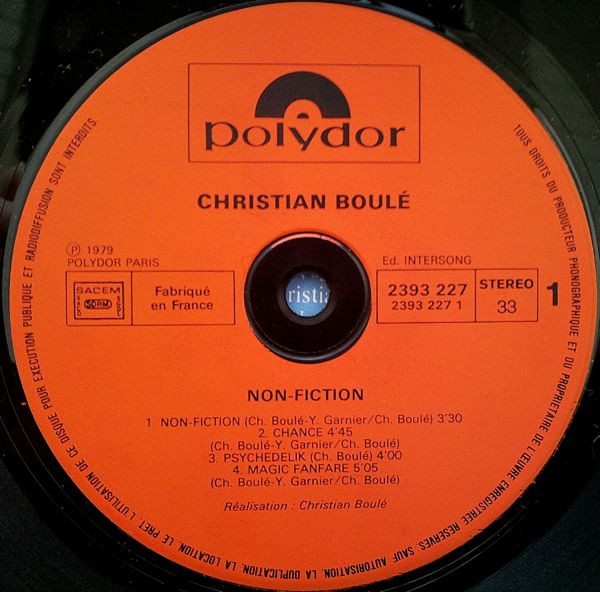 polydor
CHRISTIAN BOULÉ
℗ 1979
POLYDOR PARIS
Ed. INTERSONG
SACEM
SDRM
Fabriqué
en France
2393 227
2393 227 1
STEREO
33
1
ristia
NON-FICTION
1. NON-FICTION (Ch. Boulé-Y. Garnier/Ch. Boulé) 3'30
2. CHANCE 4'45
(Ch. Boulé-Y. Garnier/Ch. Boulé)
3. PSYCHEDELIK (Ch. Boulé) 4'00
4. MAGIC FANFARE 5'05
(Ch. Boulé-Y. Garnier/Ch. Boulé)
Réalisation : Christian Boulé
TOUS DROITS DU PRODUCTEUR PHONOGRAPHIQUE ET DU PROPRIETAIRE DE L'ŒUVRE ENREGISTREE RESERVES. SAUF AUTORISATION, LA DUPLICATION, LA LOCATION, LE PRET, L'UTILISATION DE CE DISQUE POUR EXECUTION PUBLIQUE ET RADIODIFFUSION SONT INTERDITS.